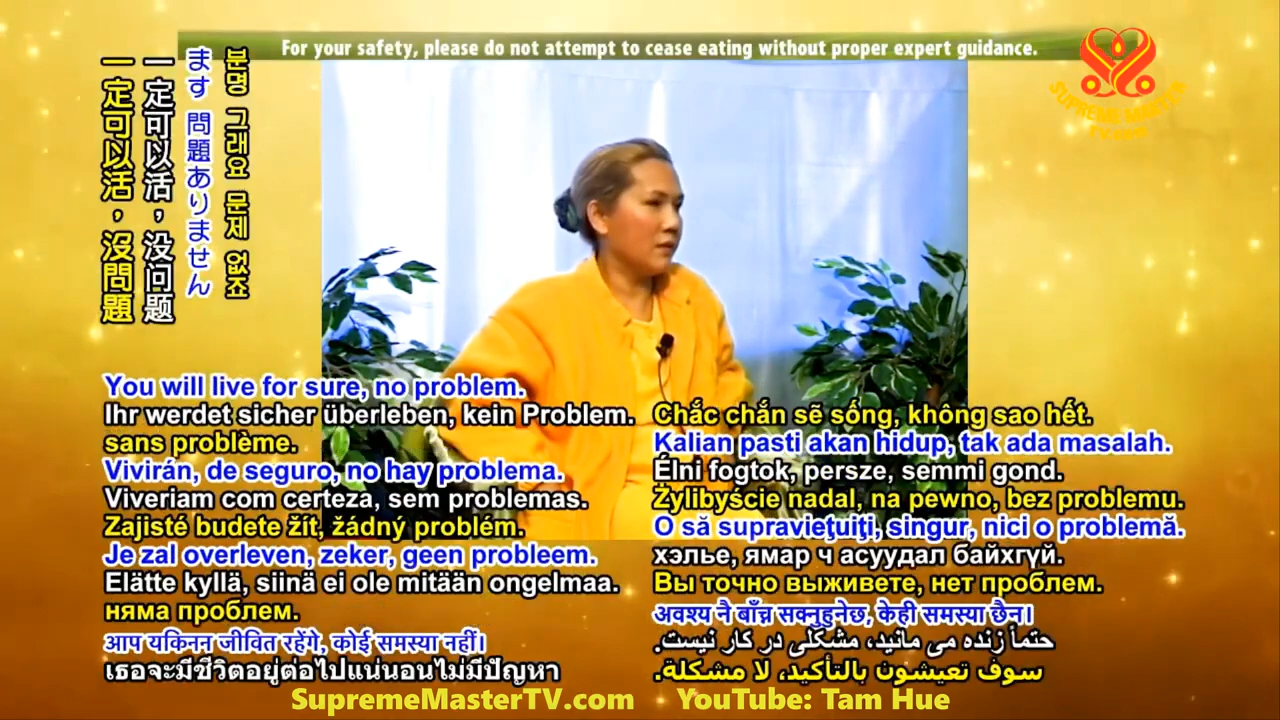 For your safety, please do not attempt to cease eating without proper expert guidance.
SUPREME MASTER
TV.com
분명 그래요 문제 없죠
ます 問題ありません
一定可以活，没问题
一定可以活，沒問題
You will live for sure, no problem.
Ihr werdet sicher überleben, kein Problem.
sans problème.
Vivirán, de seguro, no hay problema.
Viveriam com certeza, sem problemas.
Zajisté budete žít, žádný problém.
Je zal overleven, zeker, geen probleem.
Elätte kyllä, siinä ei ole mitään ongelmaa.
няма проблем.
आप यकिनन जीवित रहेंगे, कोई समस्या नहीं।
เธอจะมีชีวิตอยู่ต่อไปแน่นอนไม่มีปัญหา
Chắc chắn sẽ sống, không sao hết.
Kalian pasti akan hidup, tak ada masalah.
Élni fogtok, persze, semmi gond.
Żylibyście nadal, na pewno, bez problemu.
O să supravieţuiţi, singur, nici o problemă.
хэлье, ямар ч асуудал байхгүй.
Вы точно выживете, нет проблем.
अवश्य नै बाँच्न सक्नुहुनेछ, केही समस्या छैन।
حتماً زنده می مانید، مشکلی در کار نیست.
سوف تعيشون بالتأكيد، لا مشكلة.
SupremeMasterTV.com YouTube: Tam Hue